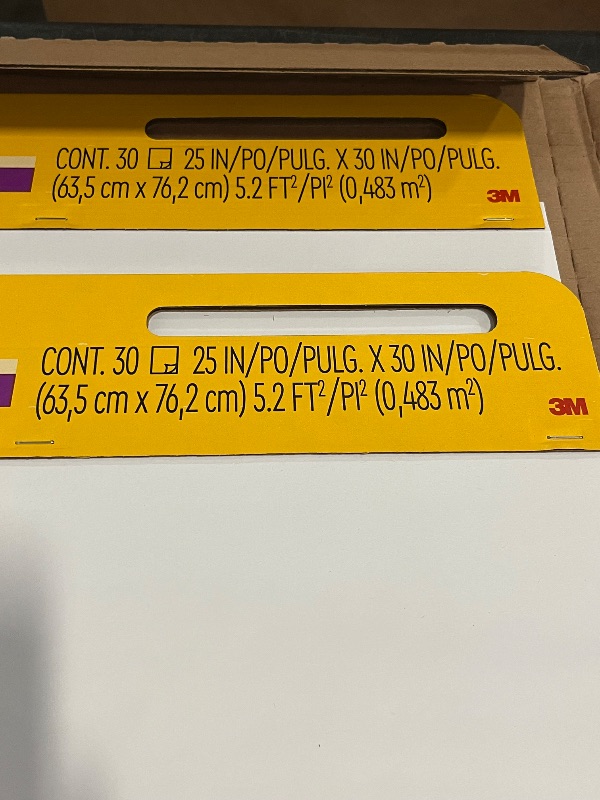 CONT. 30 25 IN/PO/PULG. X 30 IN/PO/PULG.
(63,5 cm x 76,2 cm) 5.2 FT²/PI² (0,483 m²)
3M
CONT. 30 25 IN/PO/PULG. X 30 IN/PO/PULG.
(63,5 cm x 76,2 cm) 5.2 FT²/PI² (0,483 m²)
3M